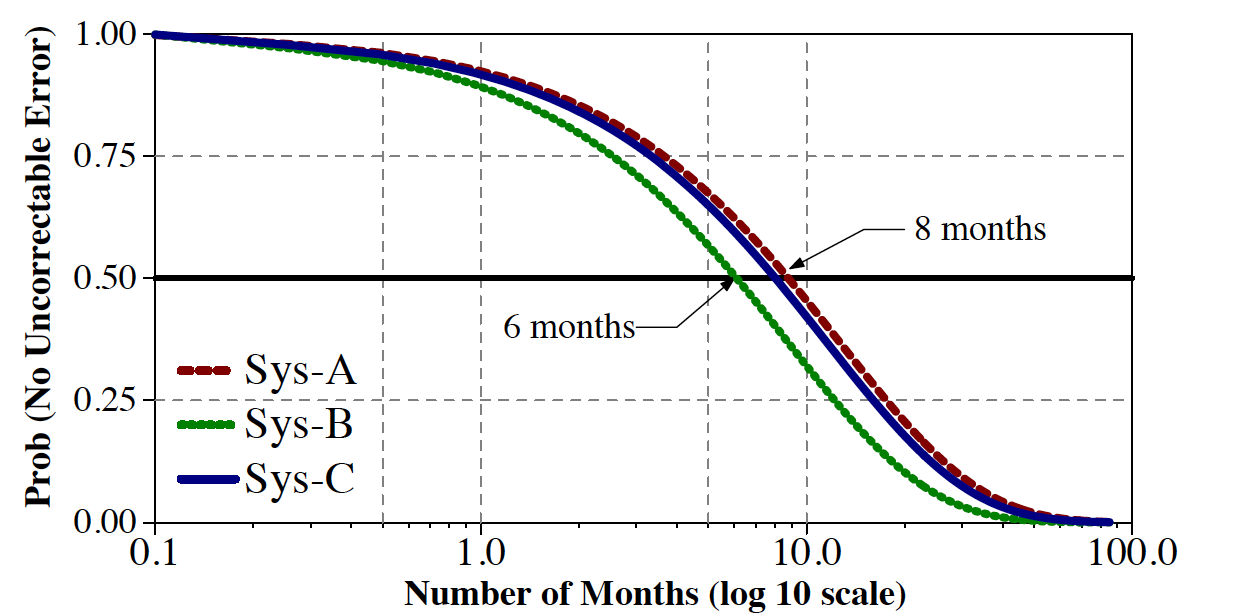 Prob (No Uncorrectable Error)
1.00
0.75
0.50
0.25
0.00
8 months
6 months
Sys-A
Sys-B
Sys-C
0.1 1.0 10.0 100.0
Number of Months (log 10 scale)